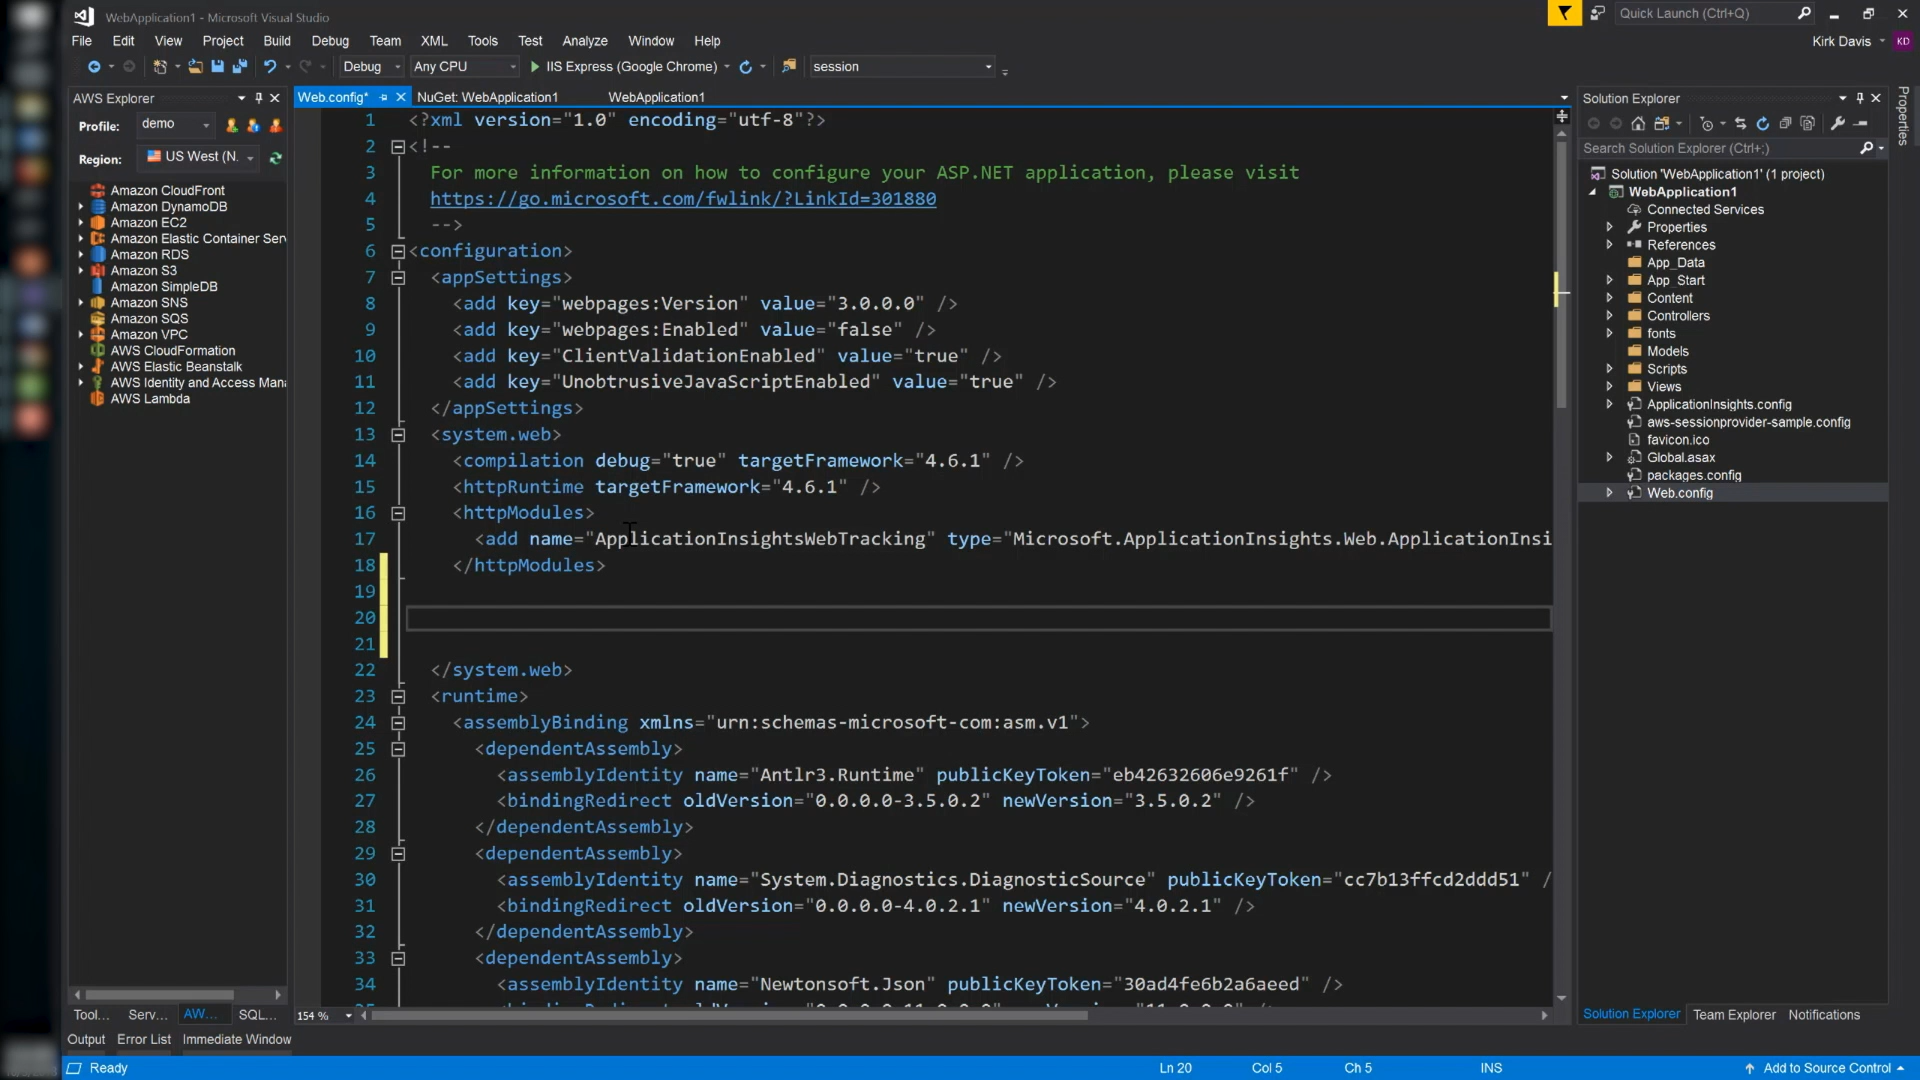 WebApplication1 - Microsoft Visual Studio
Quick Launch (Ctrl+Q)
File Edit View Project Build Debug Team XML Tools Test Analyze Window Help
Kirk Davis KD
Debug Any CPU IIS Express (Google Chrome) session
AWS Explorer
Profile: demo
Region: US West (N.
Amazon CloudFront
Amazon DynamoDB
Amazon EC2
Amazon Elastic Container Serv
Amazon RDS
Amazon S3
Amazon SimpleDB
Amazon SNS
Amazon SQS
Amazon VPC
AWS CloudFormation
AWS Elastic Beanstalk
AWS Identity and Access Mana
AWS Lambda
Tool... Serv... AW... SQL...
Web.config* NuGet: WebApplication1 WebApplication1
1 <?xml version="1.0" encoding="utf-8"?>
2 <!--
3 For more information on how to configure your ASP.NET application, please visit
4 https://go.microsoft.com/fwlink/?LinkId=301880
5 -->
6 <configuration>
7 <appSettings>
8 <add key="webpages:Version" value="3.0.0.0" />
9 <add key="webpages:Enabled" value="false" />
10 <add key="ClientValidationEnabled" value="true" />
11 <add key="UnobtrusiveJavaScriptEnabled" value="true" />
12 </appSettings>
13 <system.web>
14 <compilation debug="true" targetFramework="4.6.1" />
15 <httpRuntime targetFramework="4.6.1" />
16 <httpModules>
17 <add name="ApplicationInsightsWebTracking" type="Microsoft.ApplicationInsights.Web.ApplicationInsi
18 </httpModules>
19
20
21
22 </system.web>
23 <runtime>
24 <assemblyBinding xmlns="urn:schemas-microsoft-com:asm.v1">
25 <dependentAssembly>
26 <assemblyIdentity name="Antlr3.Runtime" publicKeyToken="eb42632606e9261f" />
27 <bindingRedirect oldVersion="0.0.0.0-3.5.0.2" newVersion="3.5.0.2" />
28 </dependentAssembly>
29 <dependentAssembly>
30 <assemblyIdentity name="System.Diagnostics.DiagnosticSource" publicKeyToken="cc7b13ffcd2ddd51" /
31 <bindingRedirect oldVersion="0.0.0.0-4.0.2.1" newVersion="4.0.2.1" />
32 </dependentAssembly>
33 <dependentAssembly>
34 <assemblyIdentity name="Newtonsoft.Json" publicKeyToken="30ad4fe6b2a6aeed" />
154 %
Solution Explorer
Search Solution Explorer (Ctrl+;)
Solution 'WebApplication1' (1 project)
WebApplication1
Connected Services
Properties
References
App_Data
App_Start
Content
Controllers
fonts
Models
Scripts
Views
ApplicationInsights.config
aws-sessionprovider-sample.config
favicon.ico
Global.asax
packages.config
Web.config
Solution Explorer Team Explorer Notifications
Properties
Output Error List Immediate Window
Ready Ln 20 Col 5 Ch 5 INS Add to Source Control